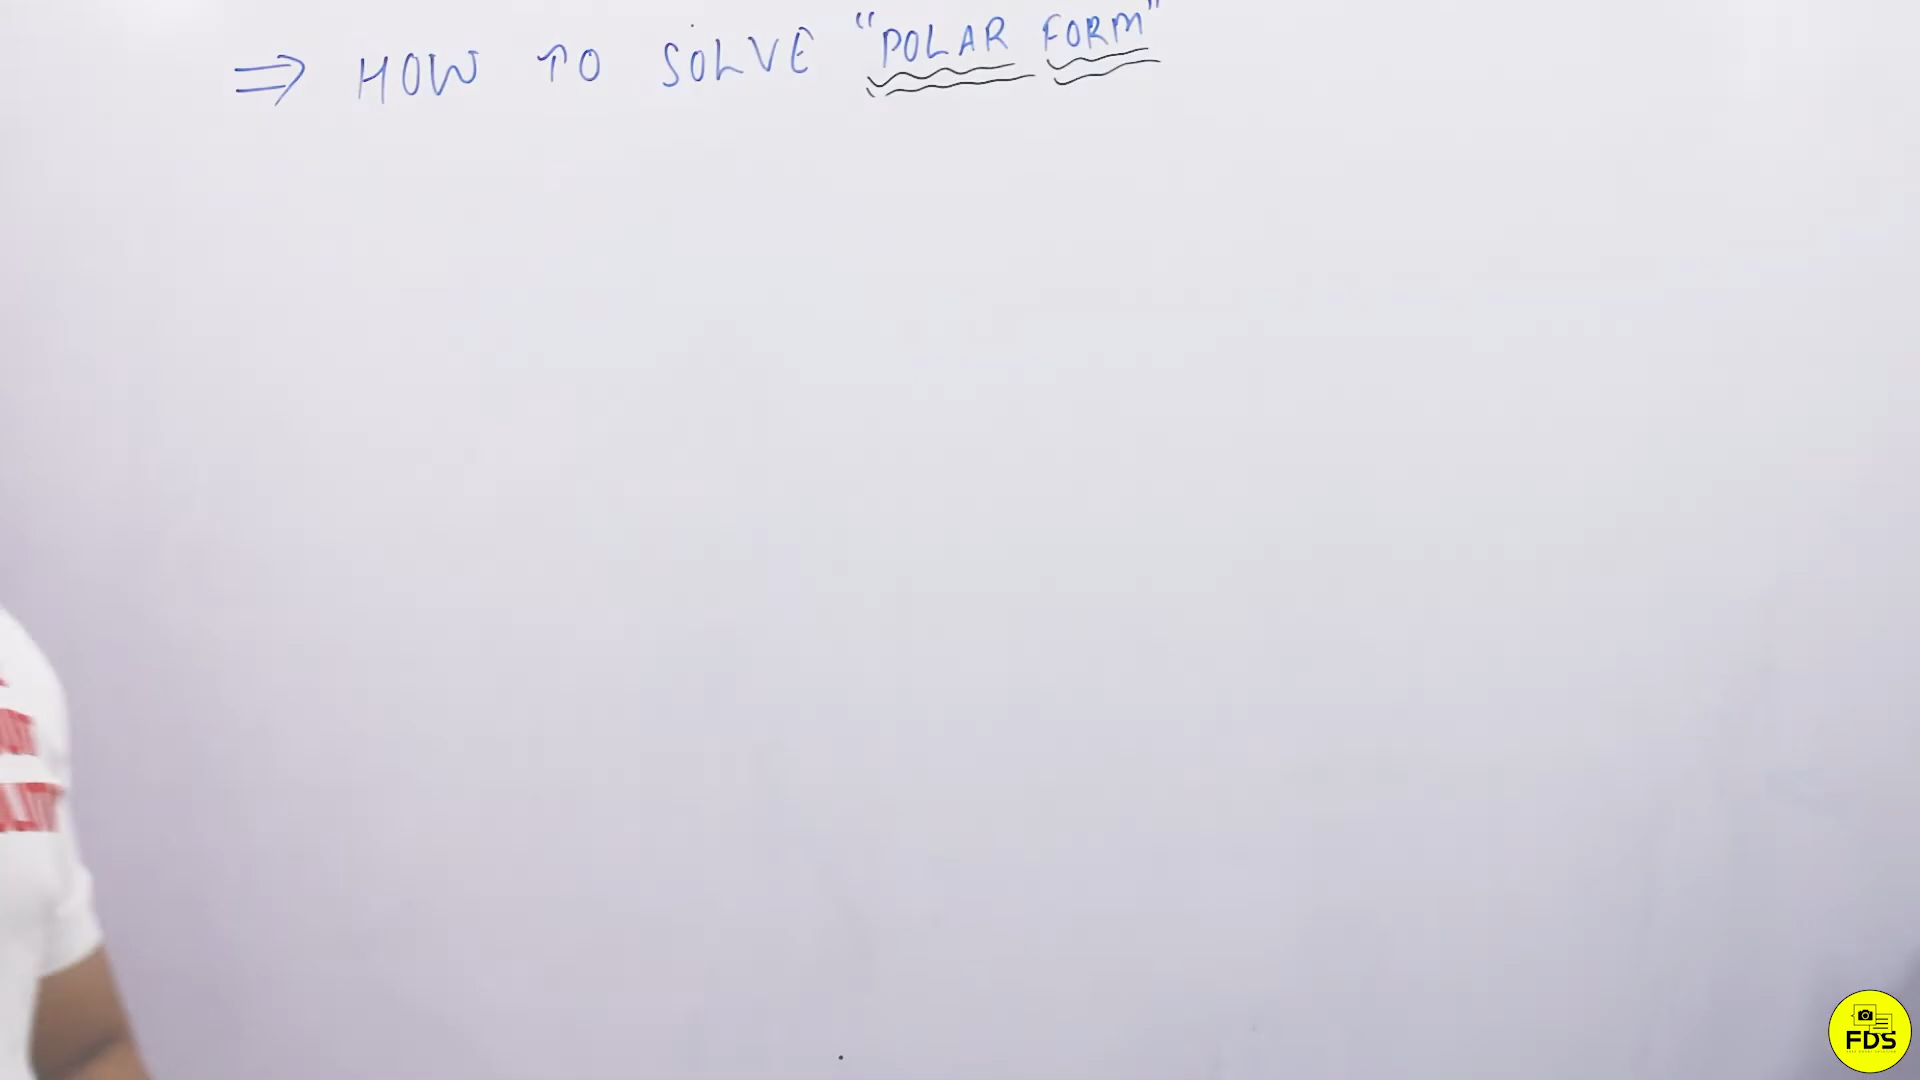 ⇒ HOW TO SOLVE "POLAR FORM"
FDS